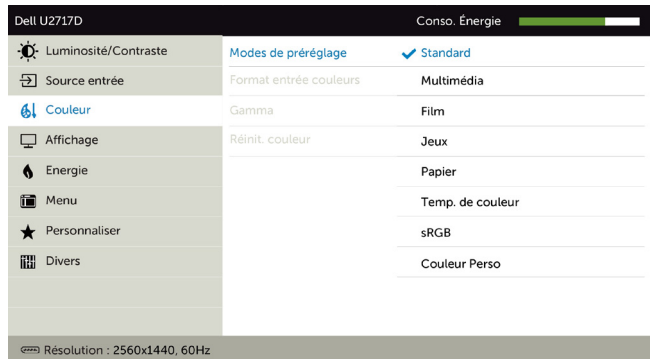 Dell U2717D
Conso. Énergie
Luminosité/Contraste
Source entrée
Couleur
Affichage
Energie
Menu
Personnaliser
Divers
Modes de préréglage
Format entrée couleurs
Gamma
Réinit. couleur
Standard
Multimédia
Film
Jeux
Papier
Temp. de couleur
sRGB
Couleur Perso
Résolution : 2560x1440, 60Hz